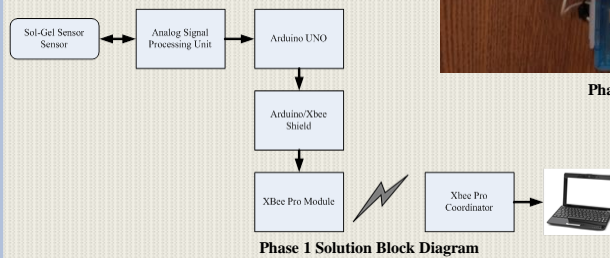 Sol-Gel Sensor
Sensor
Analog Signal
Processing Unit
Arduino UNO
Arduino/Xbee
Shield
XBee Pro Module
Xbee Pro
Coordinator
Pha
Phase 1 Solution Block Diagram